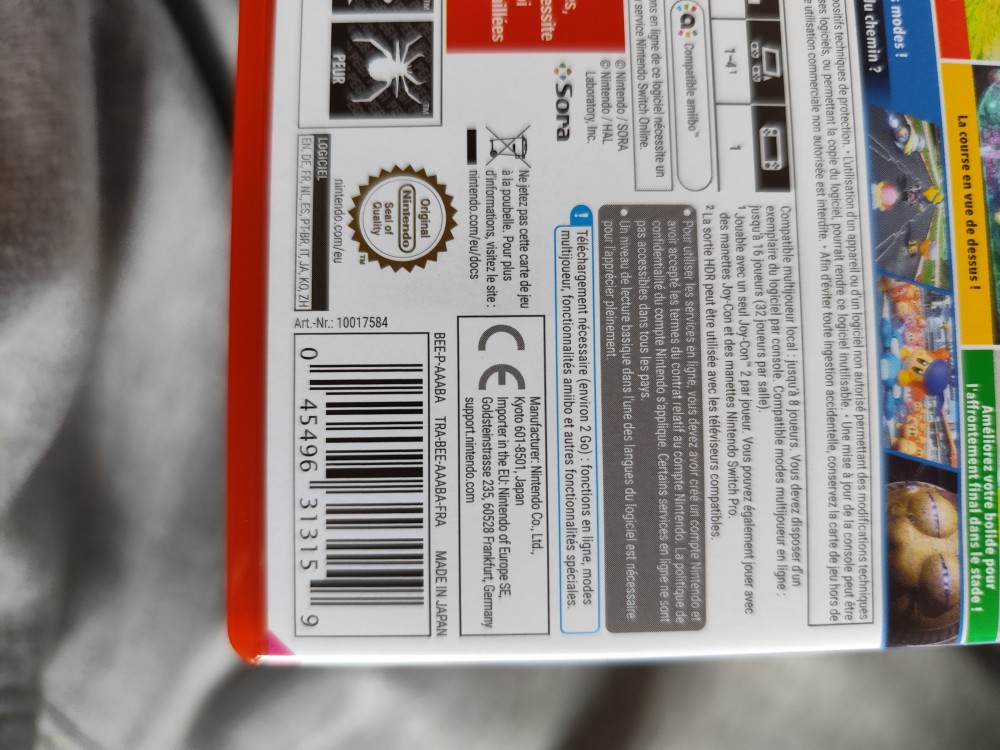 modes !
du chemin ?
La course en vue de dessus !
Améliorez votre bolide pour
l'affrontement final dans le stade !
positifs techniques de protection. • L'utilisation d'un appareil ou d'un logiciel non autorisé permettant des modifications techniques
ses logiciels, ou permettant la copie du logiciel, pourrait rendre ce logiciel inutilisable. • Une mise à jour de la console peut être
utilisation commerciale non autorisée est interdite. • Afin d'éviter toute ingestion accidentelle, conservez la carte de jeu hors de
1-4¹
1
Compatible amiibo™
ons en ligne de ce logiciel nécessite un
service Nintendo Switch Online.
Compatible multijoueur local : jusqu'à 8 joueurs. Vous devez disposer d'un
exemplaire du logiciel par console. Compatible modes multijoueur en ligne :
jusqu'à 16 joueurs (32 joueurs par salle).
¹ Jouable avec un seul Joy-Con™ 2 par joueur. Vous pouvez également jouer avec
des manettes Joy-Con et des manettes Nintendo Switch Pro.
² La sortie HDR peut être utilisée avec les téléviseurs compatibles.
• Pour utiliser les services en ligne, vous devez avoir créé un compte Nintendo et
avoir accepté les termes du contrat relatif au compte Nintendo. La politique de
confidentialité du compte Nintendo s'applique. Certains services en ligne ne sont
pas accessibles dans tous les pays.
• Un niveau de lecture basique dans l'une des langues du logiciel est nécessaire
pour l'apprécier pleinement.
! Téléchargement nécessaire (environ 2 Go) : fonctions en ligne, modes
multijoueur, fonctionnalités amiibo et autres fonctionnalités spéciales.
© Nintendo / SORA
© Nintendo / HAL
Laboratory, Inc.
Sora
essite
illées
PEUR
™
Ne jetez pas cette carte de jeu
à la poubelle. Pour plus
d'informations, visitez le site :
nintendo.com/eu/docs
Original
Nintendo
Seal of
Quality
™
nintendo.com/eu
LOGICIEL
EN, DE, FR, NL, ES, PT-BR, IT, JA, KO, ZH
CE
Manufacturer: Nintendo Co., Ltd.,
Kyoto 601-8501, Japan
Importer in the EU: Nintendo of Europe SE,
Goldsteinstrasse 235, 60528 Frankfurt, Germany
support.nintendo.com
BEE-P-AAABA TRA-BEE-AAABA-FRA MADE IN JAPAN
Art.-Nr.: 10017584
0 45496 31315 9